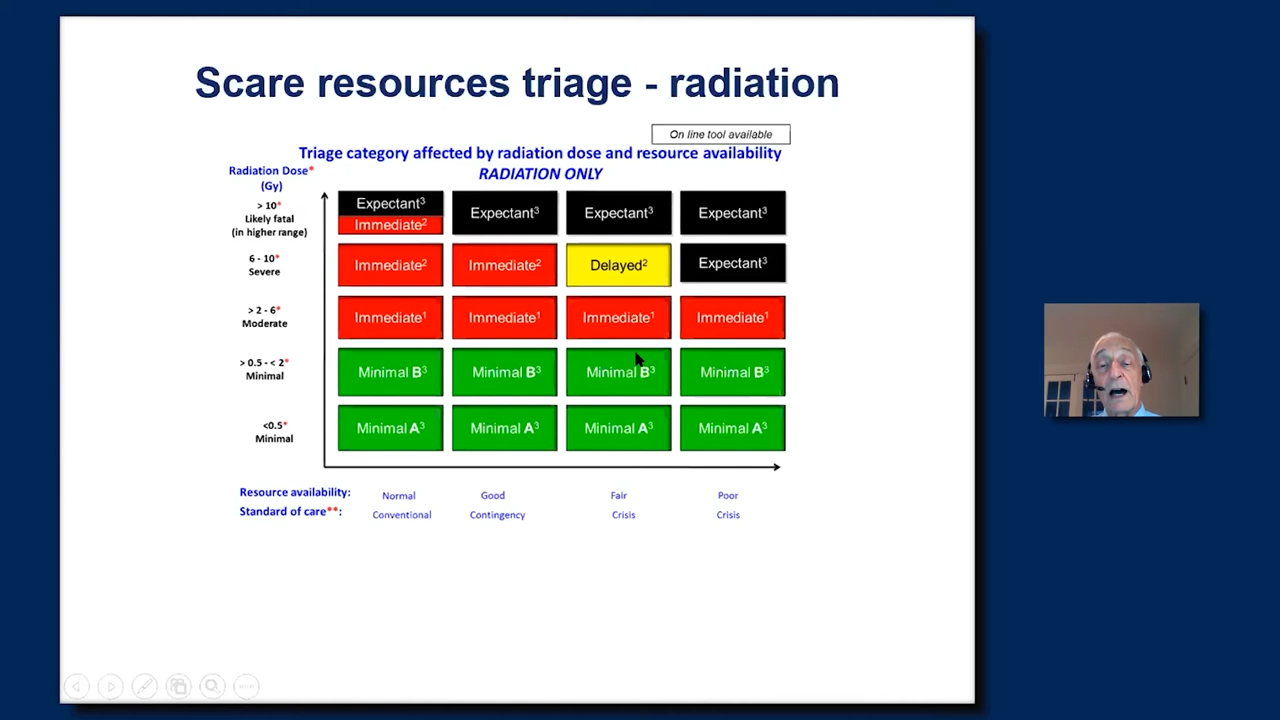 Scare resources triage - radiation
On line tool available
Triage category affected by radiation dose and resource availability
RADIATION ONLY
Radiation Dose*
(Gy)
> 10*
Likely fatal
(in higher range)
Expectant³
Immediate²
Expectant³
Expectant³
Expectant³
6 - 10*
Severe
Immediate²
Immediate²
Delayed²
Expectant³
> 2 - 6*
Moderate
Immediate¹
Immediate¹
Immediate¹
Immediate¹
> 0.5 - < 2*
Minimal
Minimal B³
Minimal B³
Minimal B³
Minimal B³
<0.5*
Minimal
Minimal A³
Minimal A³
Minimal A³
Minimal A³
Resource availability: Normal Good Fair Poor
Standard of care**: Conventional Contingency Crisis Crisis